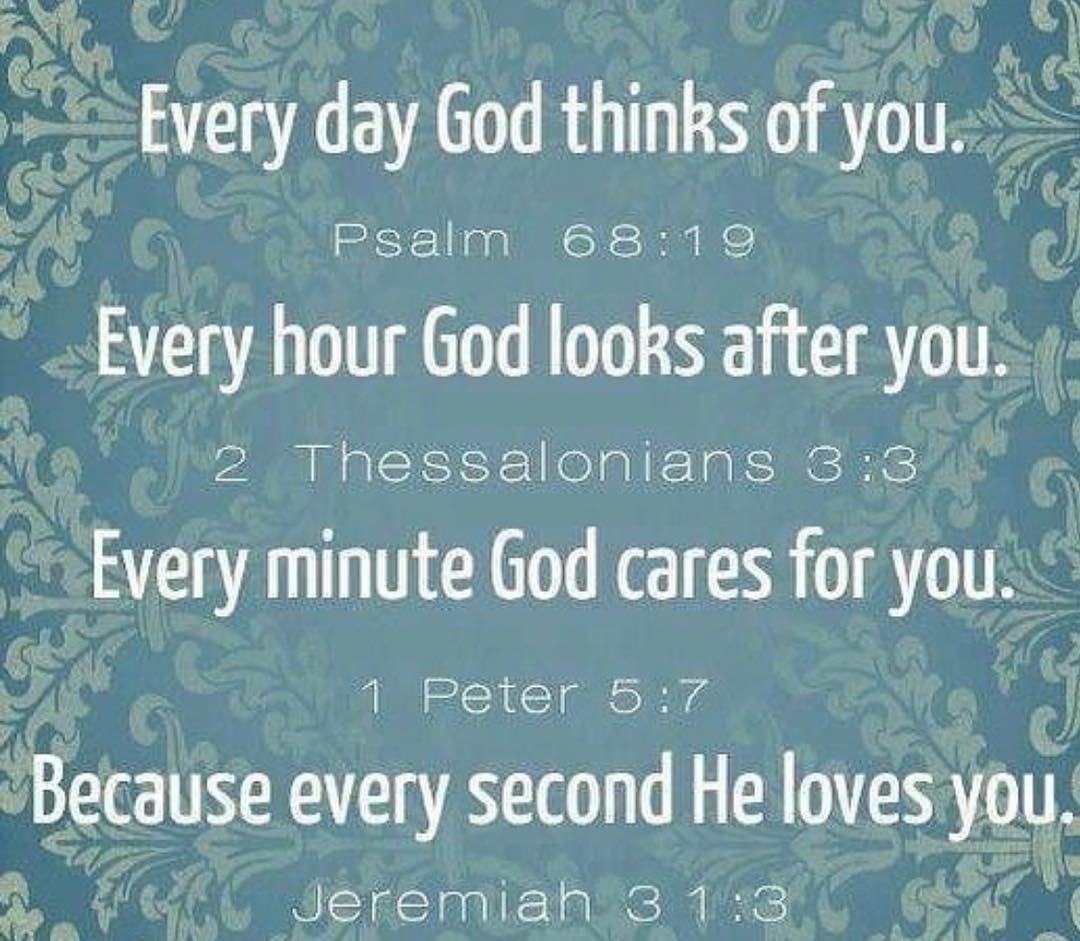 Every day God thinks of you.
Psalm 68:19
Every hour God looks after you.
2 Thessalonians 3:3
Every minute God cares for you.
1 Peter 5:7
Because every second He loves you.
Jeremiah 31:3